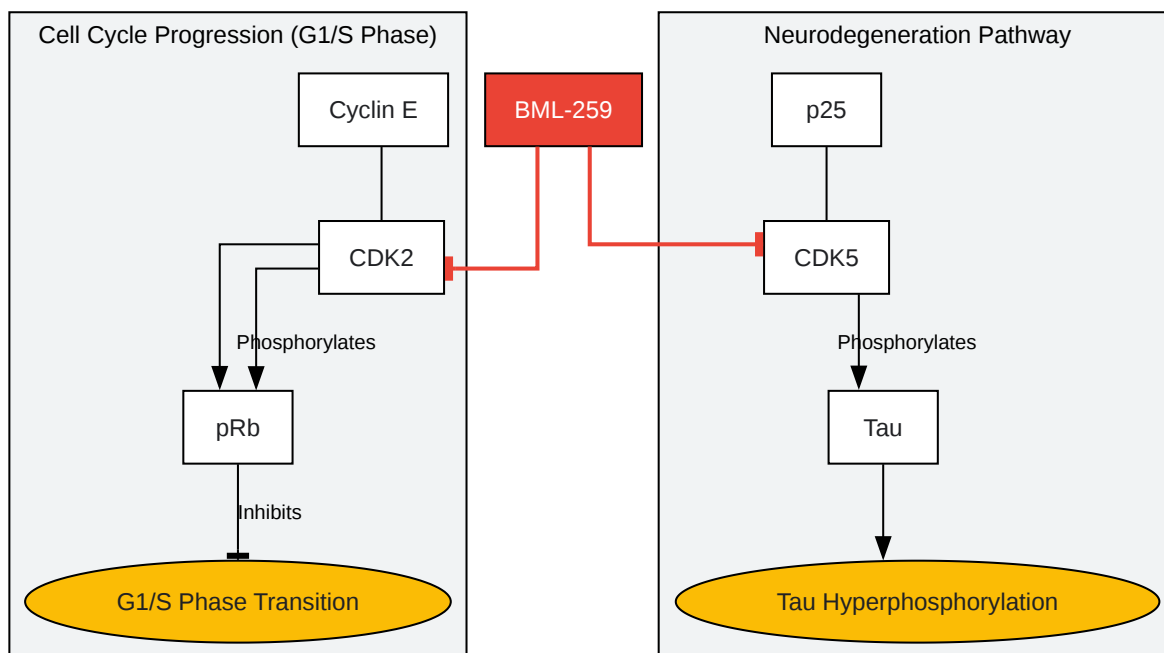 Cell Cycle Progression (G1/S Phase)
Neurodegeneration Pathway
Cyclin E
BML-259
p25
CDK2
CDK5
Phosphorylates
Phosphorylates
pRb
Tau
Inhibits
G1/S Phase Transition
Tau Hyperphosphorylation